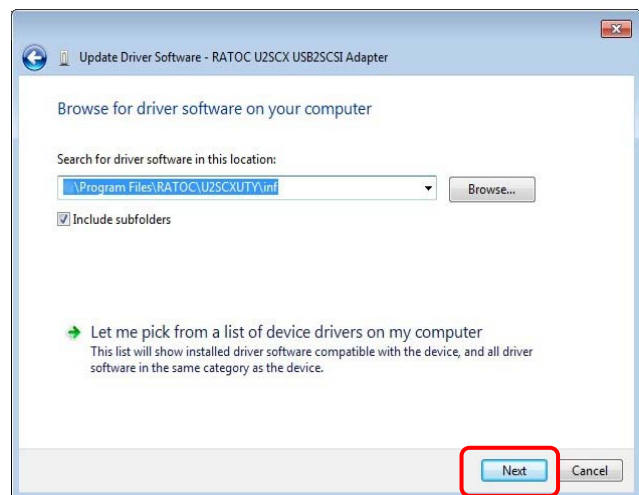 Update Driver Software - RATOC U2SCX USB2SCSI Adapter
Browse for driver software on your computer
Search for driver software in this location:
\Program Files\RATOC\U2SCXUTY\inf
Browse...
Include subfolders
Let me pick from a list of device drivers on my computer
This list will show installed driver software compatible with the device, and all driver
software in the same category as the device.
Next
Cancel